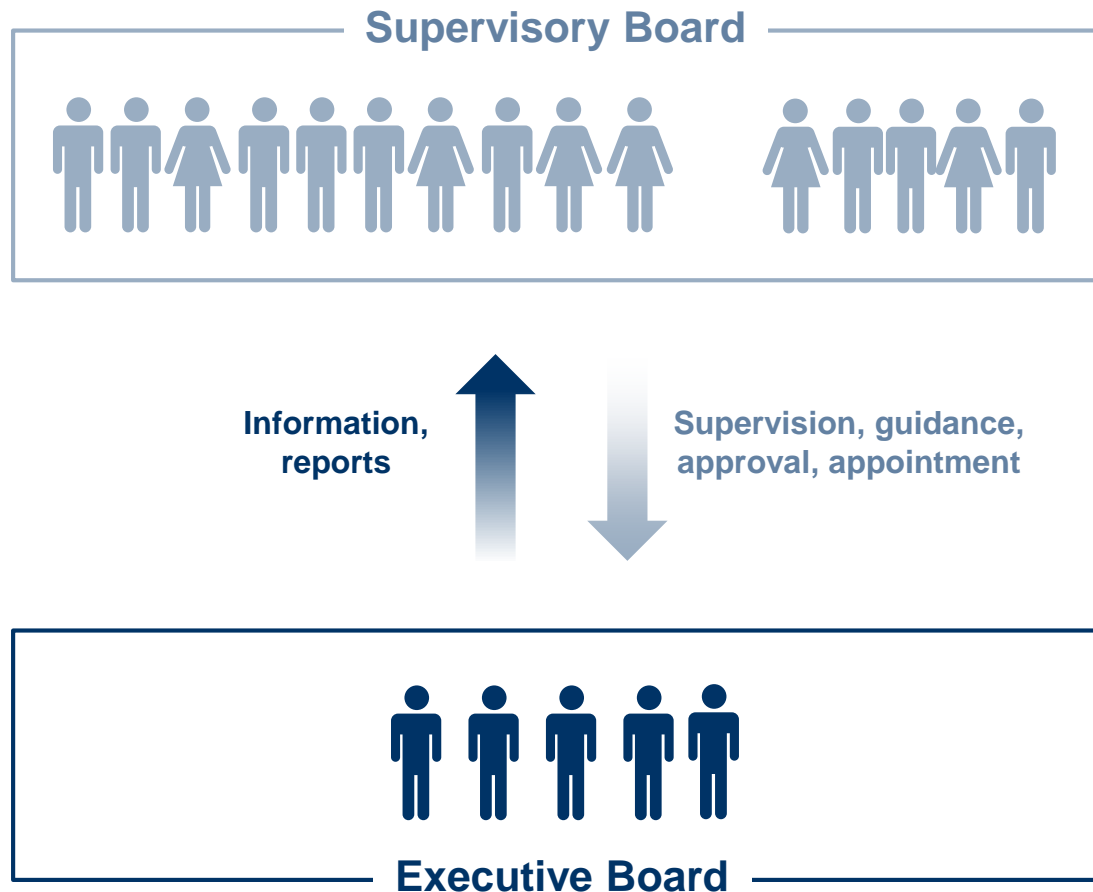 Supervisory Board
Information,
reports
Supervision, guidance,
approval, appointment
Executive Board